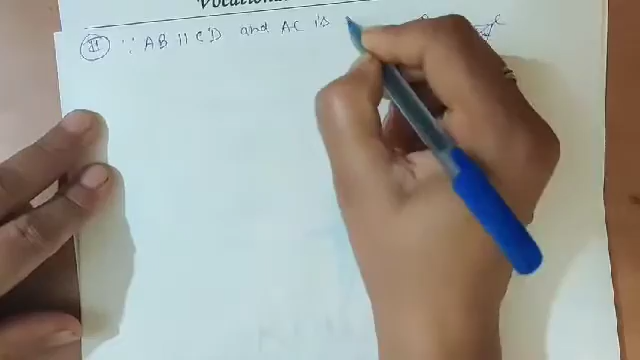 Vocational
II ∵ AB || CD and AC is
C